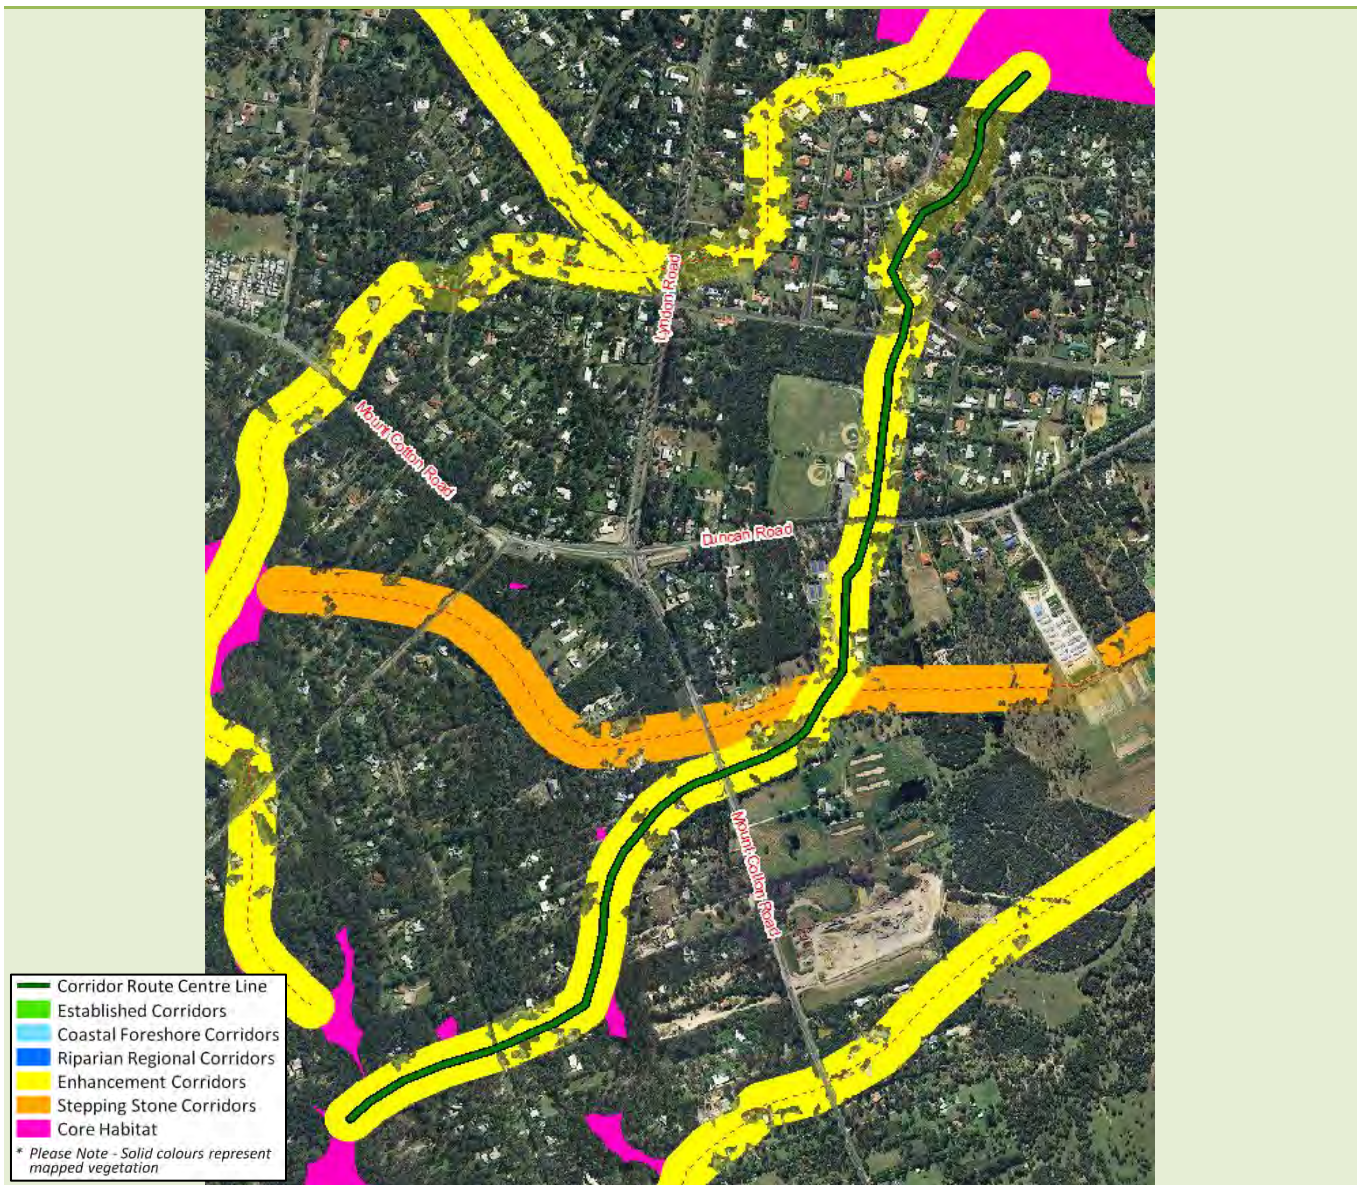 Lyndon Road
Mount Cotton Road
Duncan Road
Mount Cotton Road
Corridor Route Centre Line
Established Corridors
Coastal Foreshore Corridors
Riparian Regional Corridors
Enhancement Corridors
Stepping Stone Corridors
Core Habitat
* Please Note - Solid colours represent
mapped vegetation